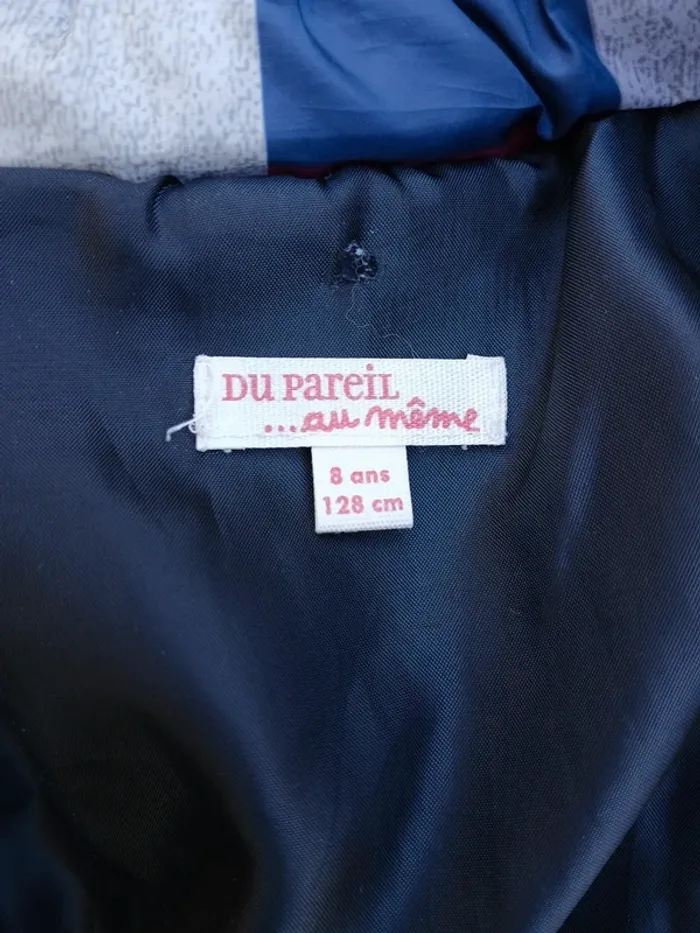 DU PAREIL
...au même
8 ans
128 cm